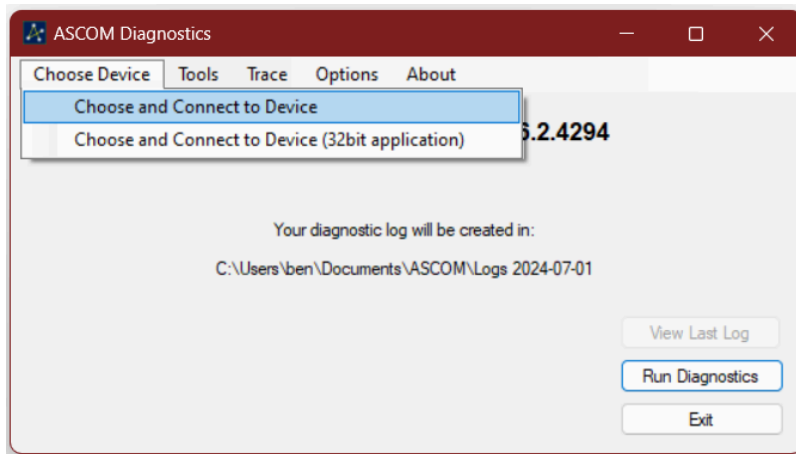 ASCOM Diagnostics
Choose Device Tools Trace Options About
Choose and Connect to Device
Choose and Connect to Device (32bit application)
.2.4294
Your diagnostic log will be created in:
C:\Users\ben\Documents\ASCOM\Logs 2024-07-01
View Last Log
Run Diagnostics
Exit